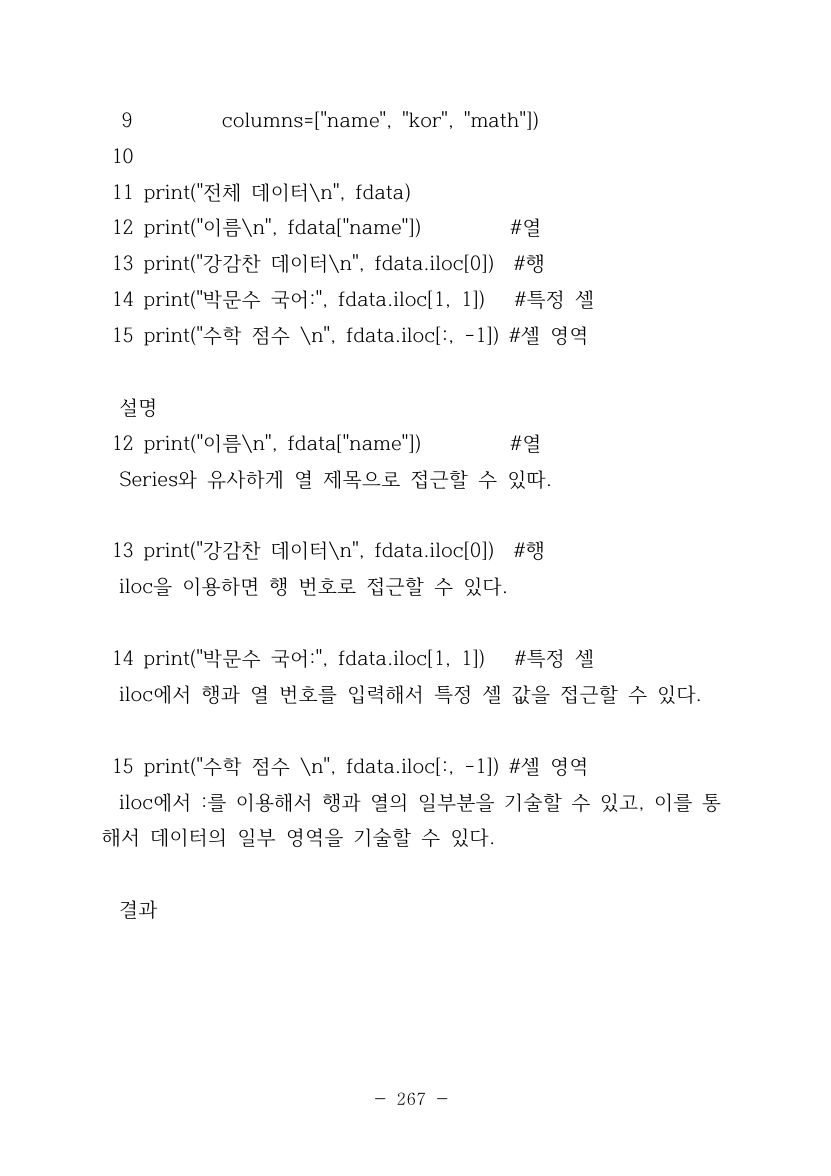 9         columns=["name", "kor", "math"])
10
11 print("전체 데이터\n", fdata)
12 print("이름\n", fdata["name"])         #열
13 print("강감찬 데이터\n", fdata.iloc[0])  #행
14 print("박문수 국어:", fdata.iloc[1, 1])   #특정 셀
15 print("수학 점수 \n", fdata.iloc[:, -1]) #셀 영역
설명
12 print("이름\n", fdata["name"])         #열
Series와 유사하게 열 제목으로 접근할 수 있따.
13 print("강감찬 데이터\n", fdata.iloc[0])  #행
iloc을 이용하면 행 번호로 접근할 수 있다.
14 print("박문수 국어:", fdata.iloc[1, 1])   #특정 셀
iloc에서 행과 열 번호를 입력해서 특정 셀 값을 접근할 수 있다.
15 print("수학 점수 \n", fdata.iloc[:, -1]) #셀 영역
iloc에서 :를 이용해서 행과 열의 일부분을 기술할 수 있고, 이를 통
해서 데이터의 일부 영역을 기술할 수 있다.
결과
- 267 -